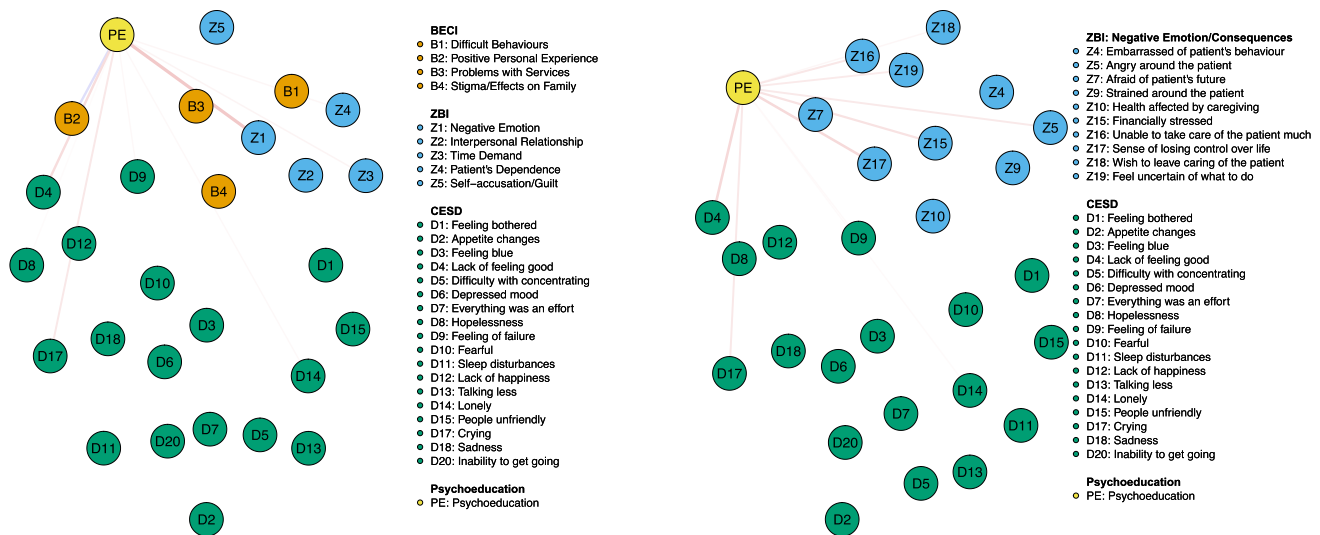 PE
Z5
B1
B3
B2
Z4
Z1
Z2
Z3
D9
D4
B4
D12
D8
D1
D10
D3
D15
D18
D17
D6
D14
D7
D5
D20
D11
D13
D2
BECI
B1: Difficult Behaviours
B2: Positive Personal Experience
B3: Problems with Services
B4: Stigma/Effects on Family
ZBI
Z1: Negative Emotion
Z2: Interpersonal Relationship
Z3: Time Demand
Z4: Patient's Dependence
Z5: Self−accusation/Guilt
CESD
D1: Feeling bothered
D2: Appetite changes
D3: Feeling blue
D4: Lack of feeling good
D5: Difficulty with concentrating
D6: Depressed mood
D7: Everything was an effort
D8: Hopelessness
D9: Feeling of failure
D10: Fearful
D11: Sleep disturbances
D12: Lack of happiness
D13: Talking less
D14: Lonely
D15: People unfriendly
D17: Crying
D18: Sadness
D20: Inability to get going
Psychoeducation
PE: Psychoeducation
Z18
Z16
Z19
PE
Z4
Z7
Z5
Z15
Z17
Z9
Z10
D4
D9
D12
D8
D1
D10
D3
D15
D18
D6
D17
D14
D7
D11
D20
D13
D5
D2
ZBI: Negative Emotion/Consequences
Z4: Embarrassed of patient's behaviour
Z5: Angry around the patient
Z7: Afraid of patient's future
Z9: Strained around the patient
Z10: Health affected by caregiving
Z15: Financially stressed
Z16: Unable to take care of the patient much
Z17: Sense of losing control over life
Z18: Wish to leave caring of the patient
Z19: Feel uncertain of what to do
CESD
D1: Feeling bothered
D2: Appetite changes
D3: Feeling blue
D4: Lack of feeling good
D5: Difficulty with concentrating
D6: Depressed mood
D7: Everything was an effort
D8: Hopelessness
D9: Feeling of failure
D10: Fearful
D11: Sleep disturbances
D12: Lack of happiness
D13: Talking less
D14: Lonely
D15: People unfriendly
D17: Crying
D18: Sadness
D20: Inability to get going
Psychoeducation
PE: Psychoeducation